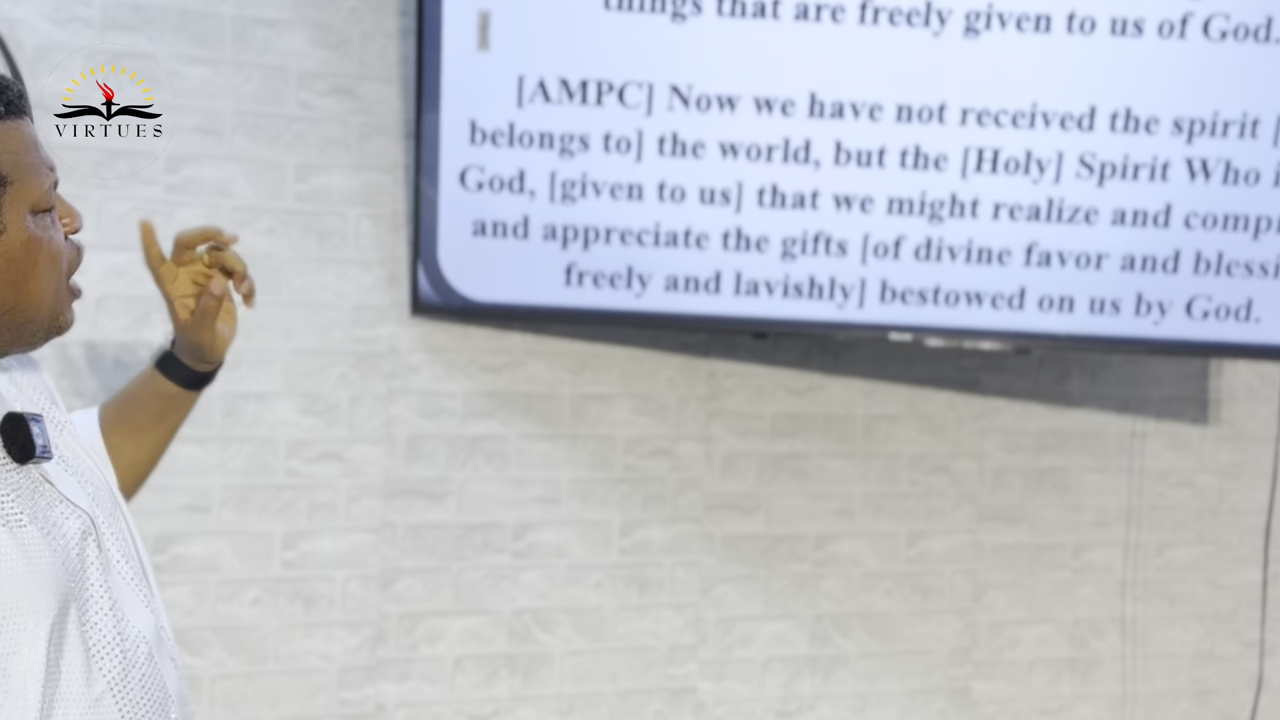 VIRTUES
things that are freely given to us of God.
[AMPC] Now we have not received the spirit [
belongs to] the world, but the [Holy] Spirit Who
God, [given to us] that we might realize and
and appreciate the gifts [of divine favor and
freely and lavishly] bestowed on us by God.